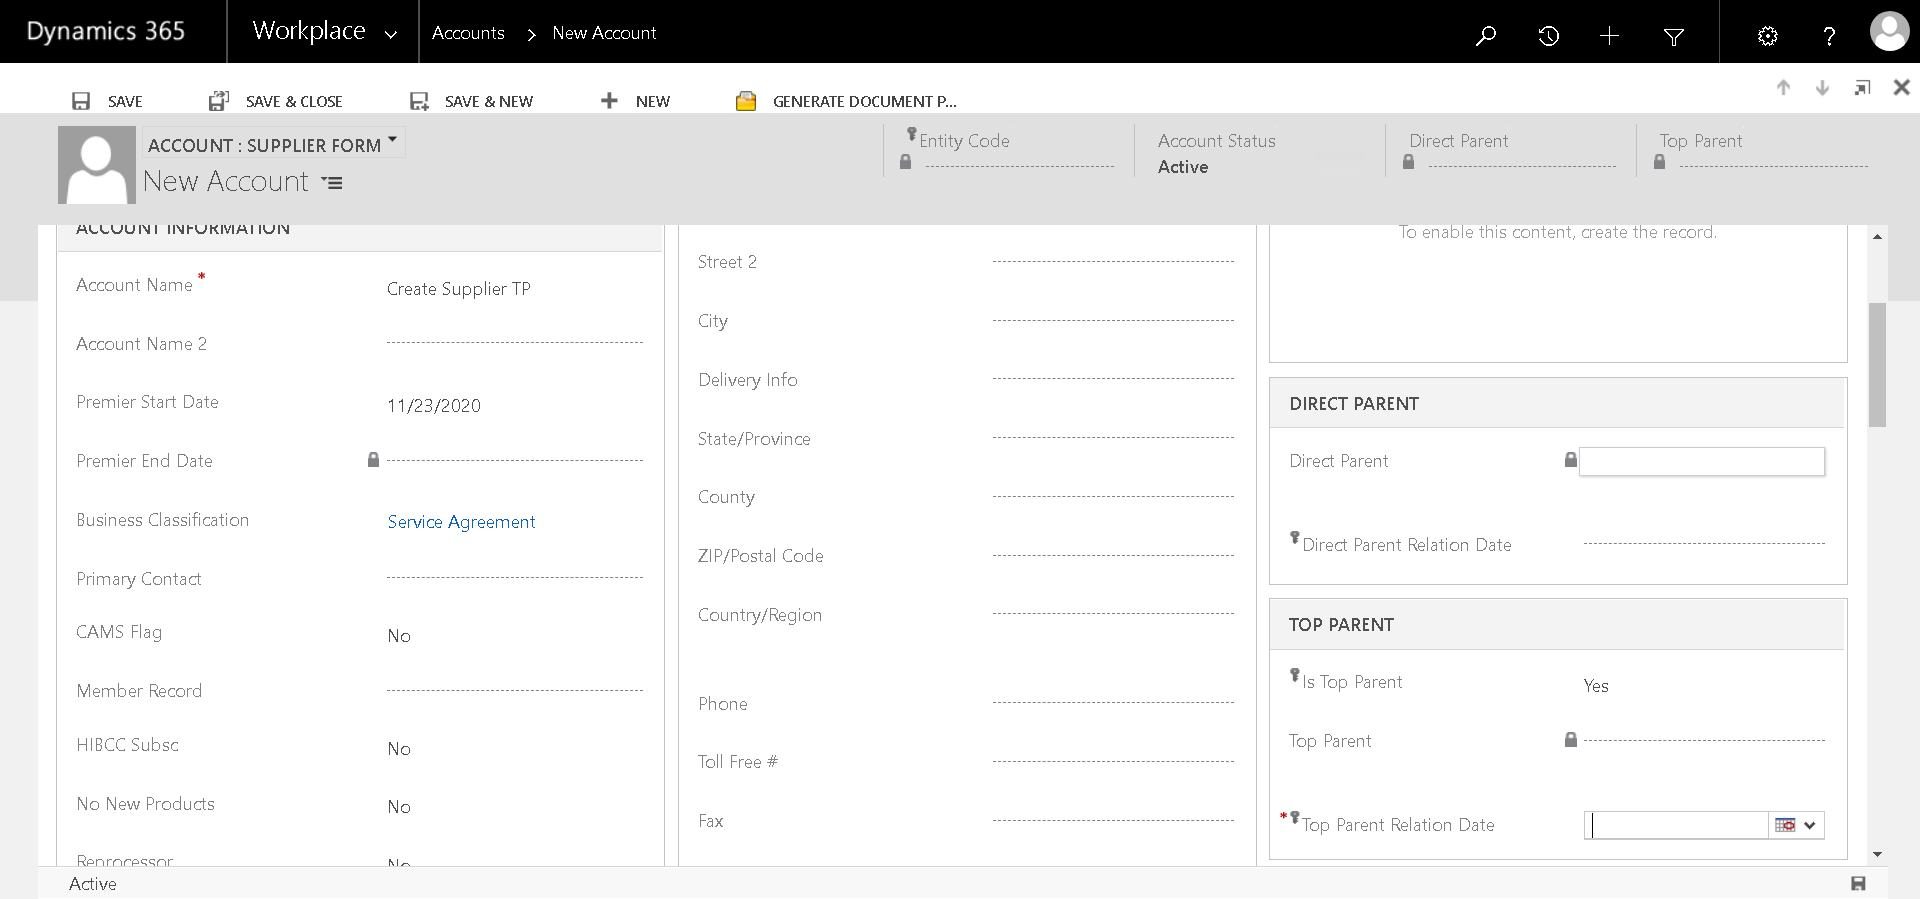 Dynamics 365
Workplace
Accounts > New Account
SAVE
SAVE & CLOSE
SAVE & NEW
NEW
GENERATE DOCUMENT P...
ACCOUNT : SUPPLIER FORM
New Account
Entity Code
Account Status
Active
Direct Parent
Top Parent
ACCOUNT INFORMATION
Account Name *
Create Supplier TP
Account Name 2
Premier Start Date
11/23/2020
Premier End Date
Business Classification
Service Agreement
Primary Contact
CAMS Flag
No
Member Record
HIBCC Subsc
No
No New Products
No
Reprocessor
No
Street 2
City
Delivery Info
State/Province
County
ZIP/Postal Code
Country/Region
Phone
Toll Free #
Fax
To enable this content, create the record.
DIRECT PARENT
Direct Parent
Direct Parent Relation Date
TOP PARENT
Is Top Parent
Yes
Top Parent
* Top Parent Relation Date
Active